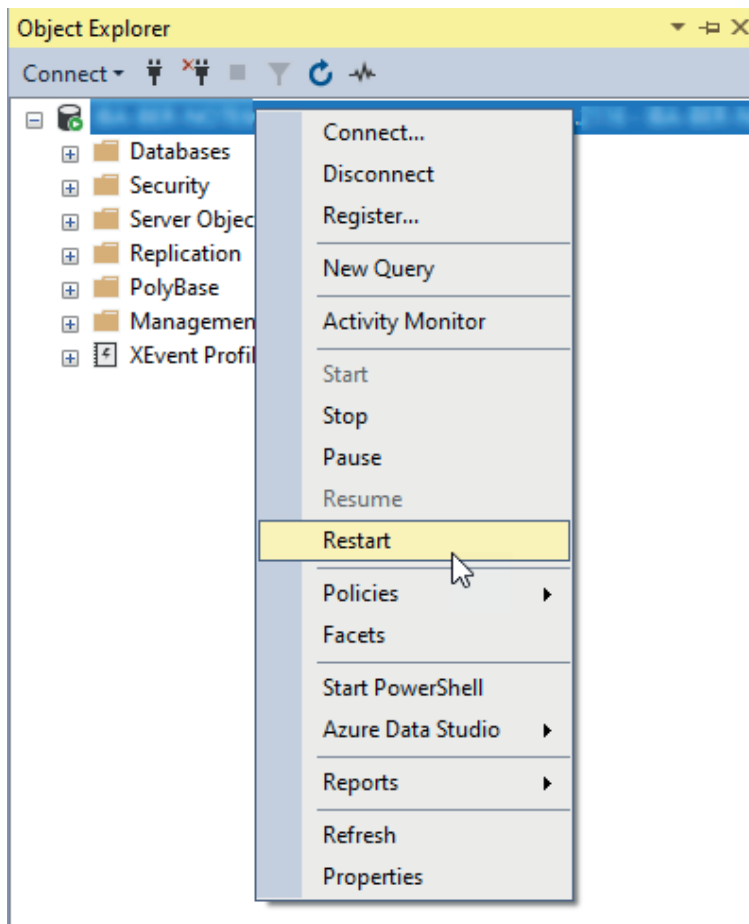 Object Explorer
Connect
Databases
Security
Server Objec
Replication
PolyBase
Managemen
XEvent Profil
Connect...
Disconnect
Register...
New Query
Activity Monitor
Start
Stop
Pause
Resume
Restart
Policies
Facets
Start PowerShell
Azure Data Studio
Reports
Refresh
Properties